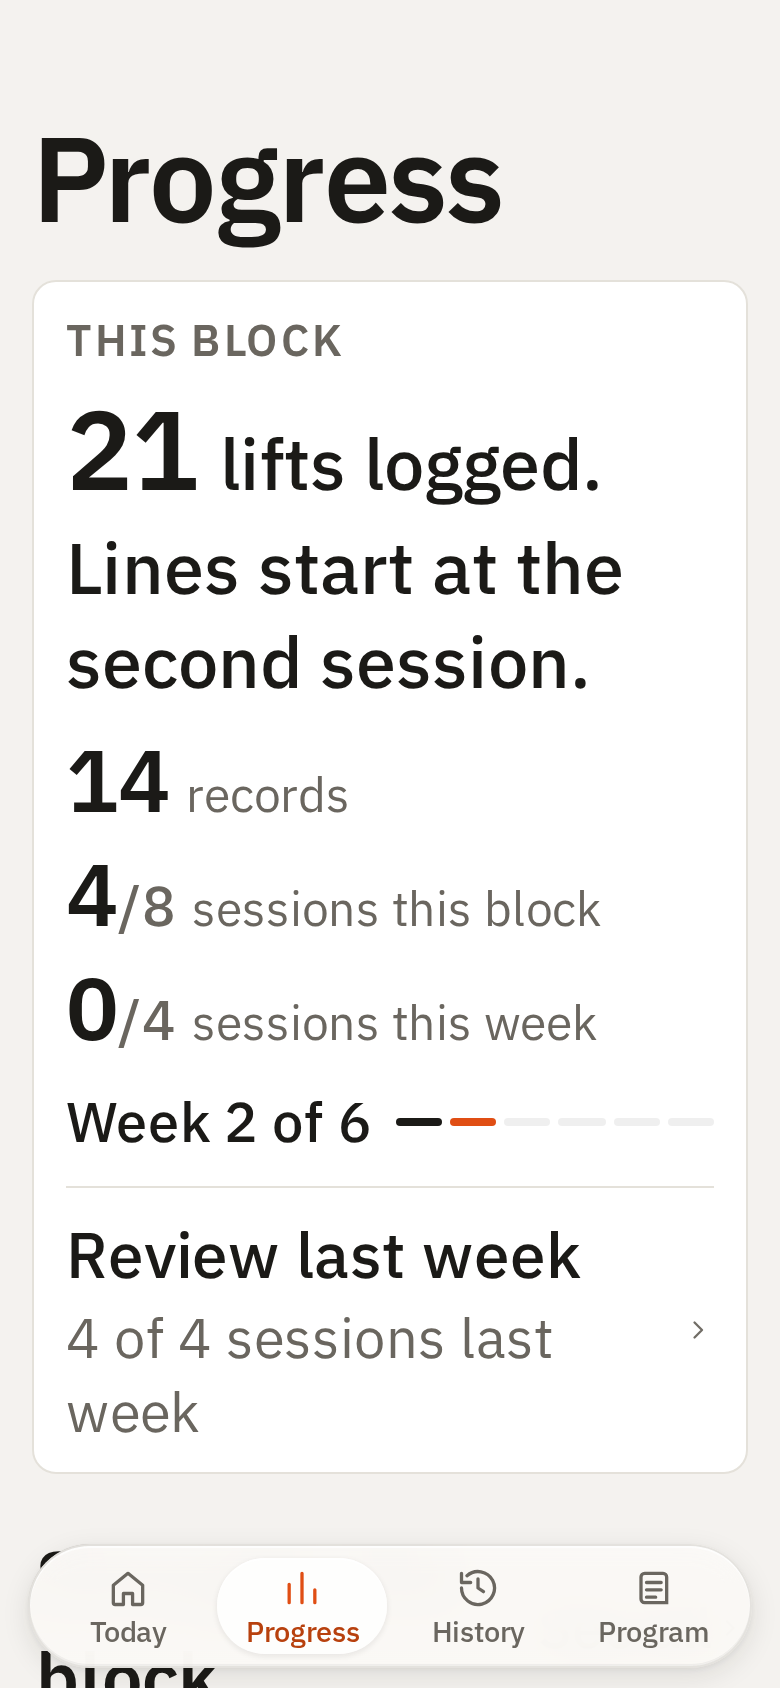 Progress
THIS BLOCK
21 lifts logged.
Lines start at the
second session.
14 records
4/8 sessions this block
0/4 sessions this week
Week 2 of 6
Review last week
4 of 4 sessions last
week
Today
Progress
History
Program
block